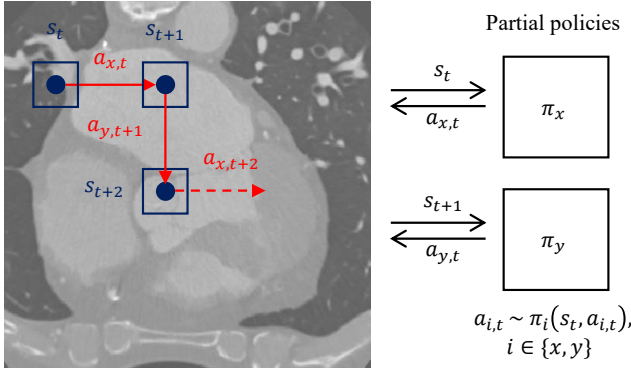 Partial policies
s_t
s_{t+1}
a_{x,t}
a_{y,t+1}
a_{x,t+2}
s_{t+2}
s_t
a_{x,t}
π_x
s_{t+1}
a_{y,t}
π_y
a_{i,t} ~ π_i(s_t, a_{i,t}),
i ∈ {x, y}